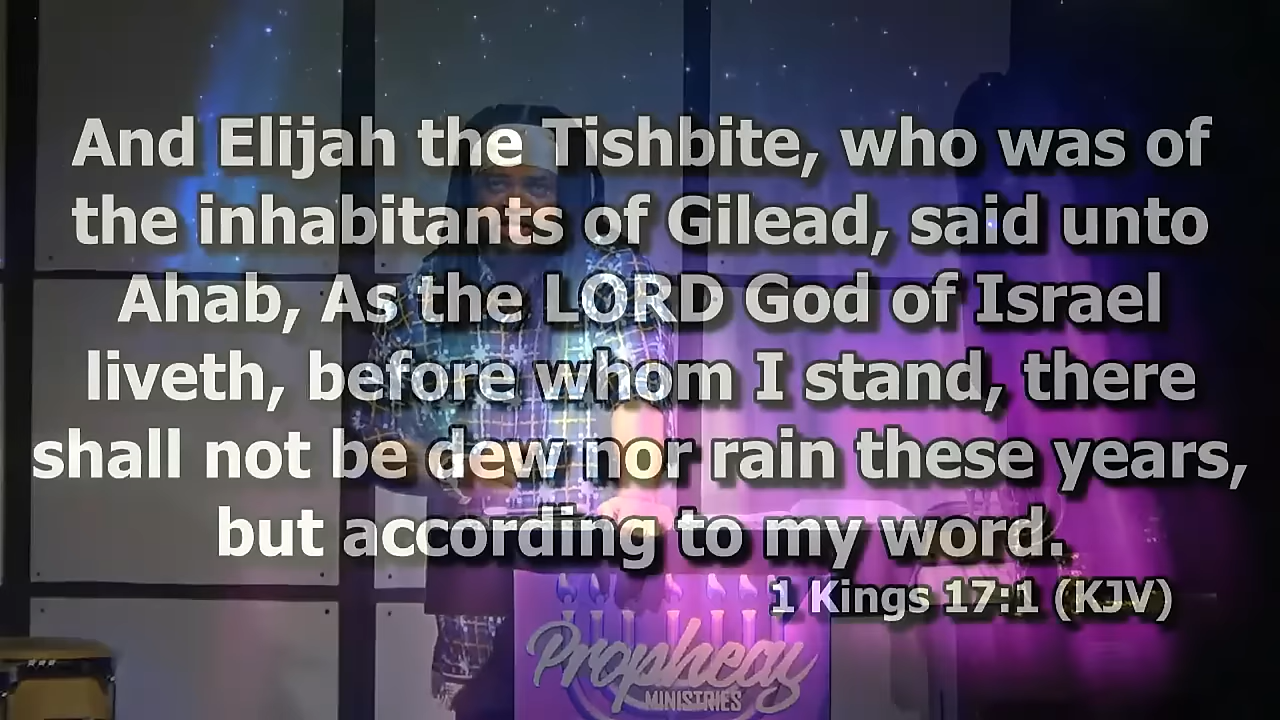 And Elijah the Tishbite, who was of
the inhabitants of Gilead, said unto
Ahab, As the LORD God of Israel
liveth, before whom I stand, there
shall not be dew nor rain these years,
but according to my word.
1 Kings 17:1 (KJV)
Prophecy
MINISTRIES